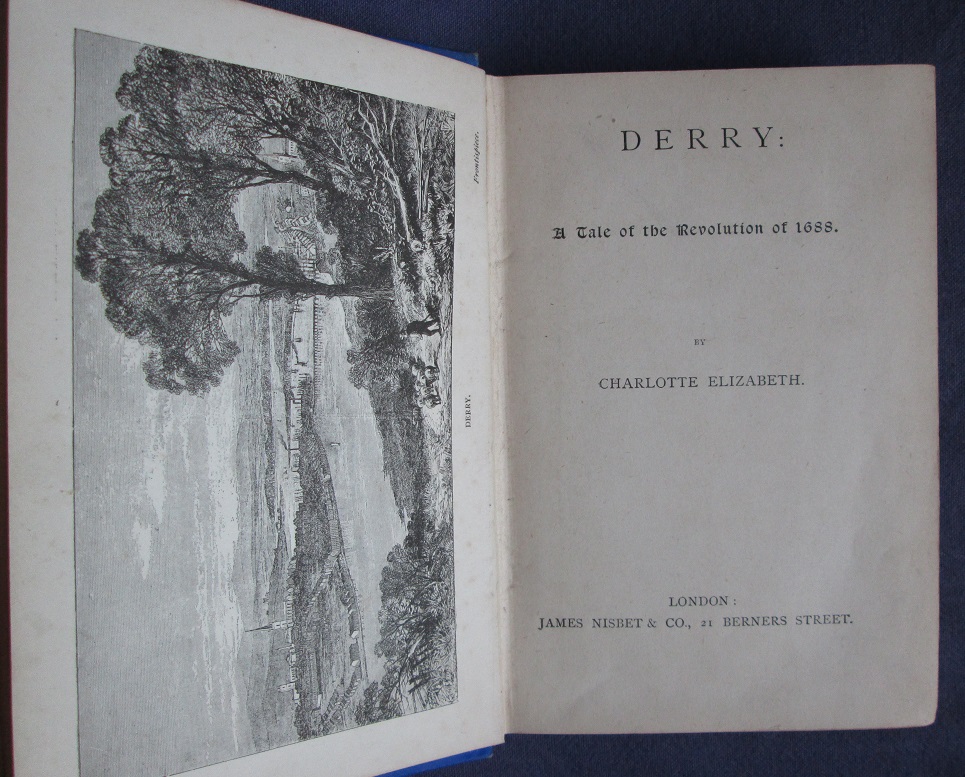 Frontispiece.
DERRY.
DERRY:
A Tale of the Revolution of 1688.
BY
CHARLOTTE ELIZABETH.
LONDON:
JAMES NISBET & CO., 21 BERNERS STREET.